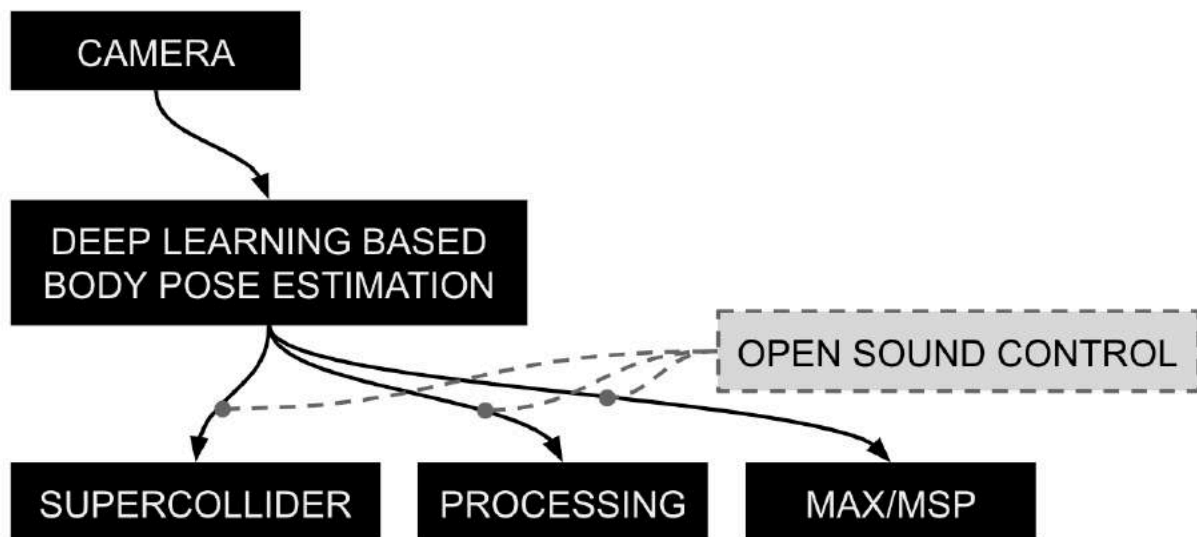 CAMERA
DEEP LEARNING BASED
BODY POSE ESTIMATION
OPEN SOUND CONTROL
SUPERCOLLIDER
PROCESSING
MAX/MSP